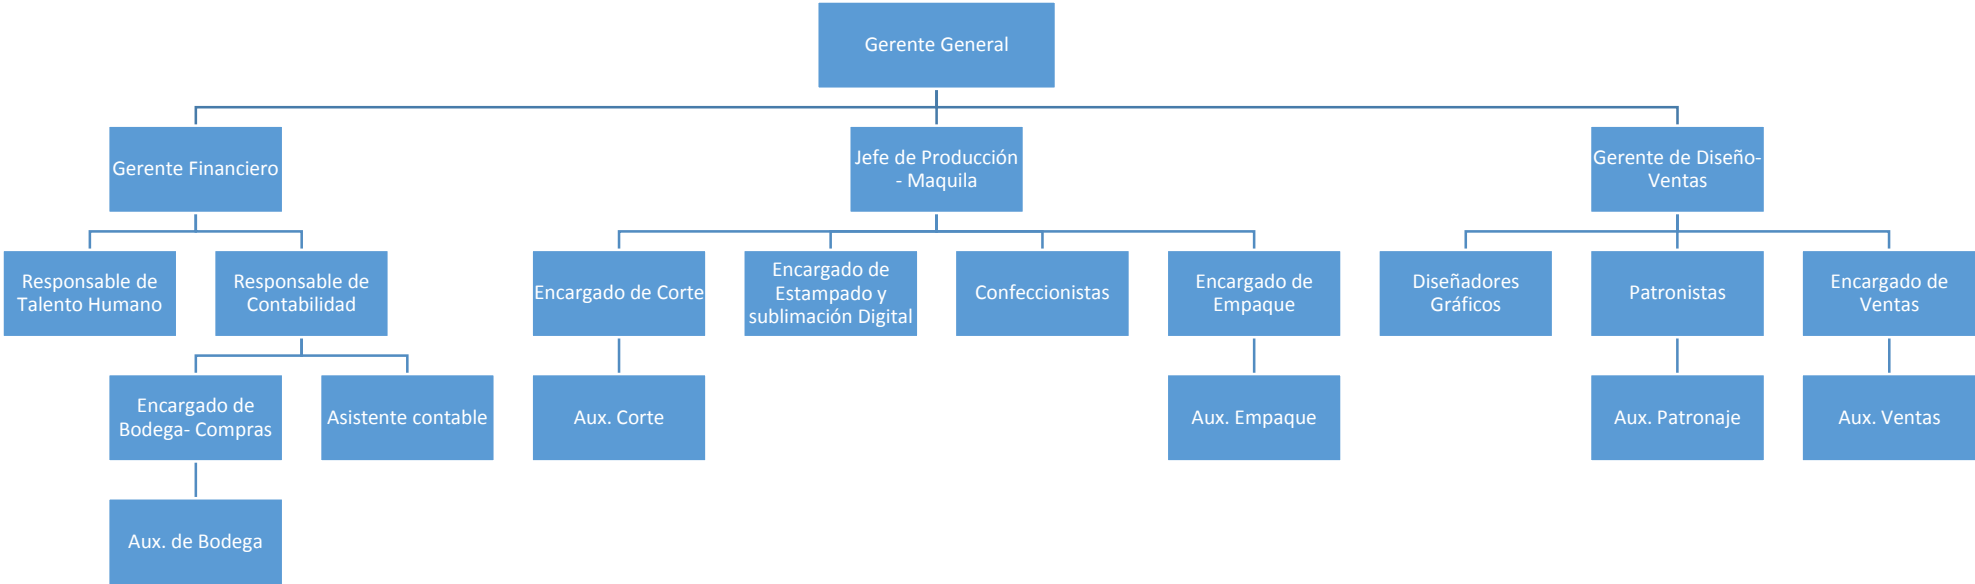 Gerente General
Gerente Financiero
Jefe de Producción
- Maquila
Gerente de Diseño-
Ventas
Responsable de
Talento Humano
Responsable de
Contabilidad
Encargado de Corte
Encargado de
Estampado y
sublimación Digital
Confeccionistas
Encargado de
Empaque
Diseñadores
Gráficos
Patronistas
Encargado de
Ventas
Encargado de
Bodega- Compras
Asistente contable
Aux. Corte
Aux. Empaque
Aux. Patronaje
Aux. Ventas
Aux. de Bodega